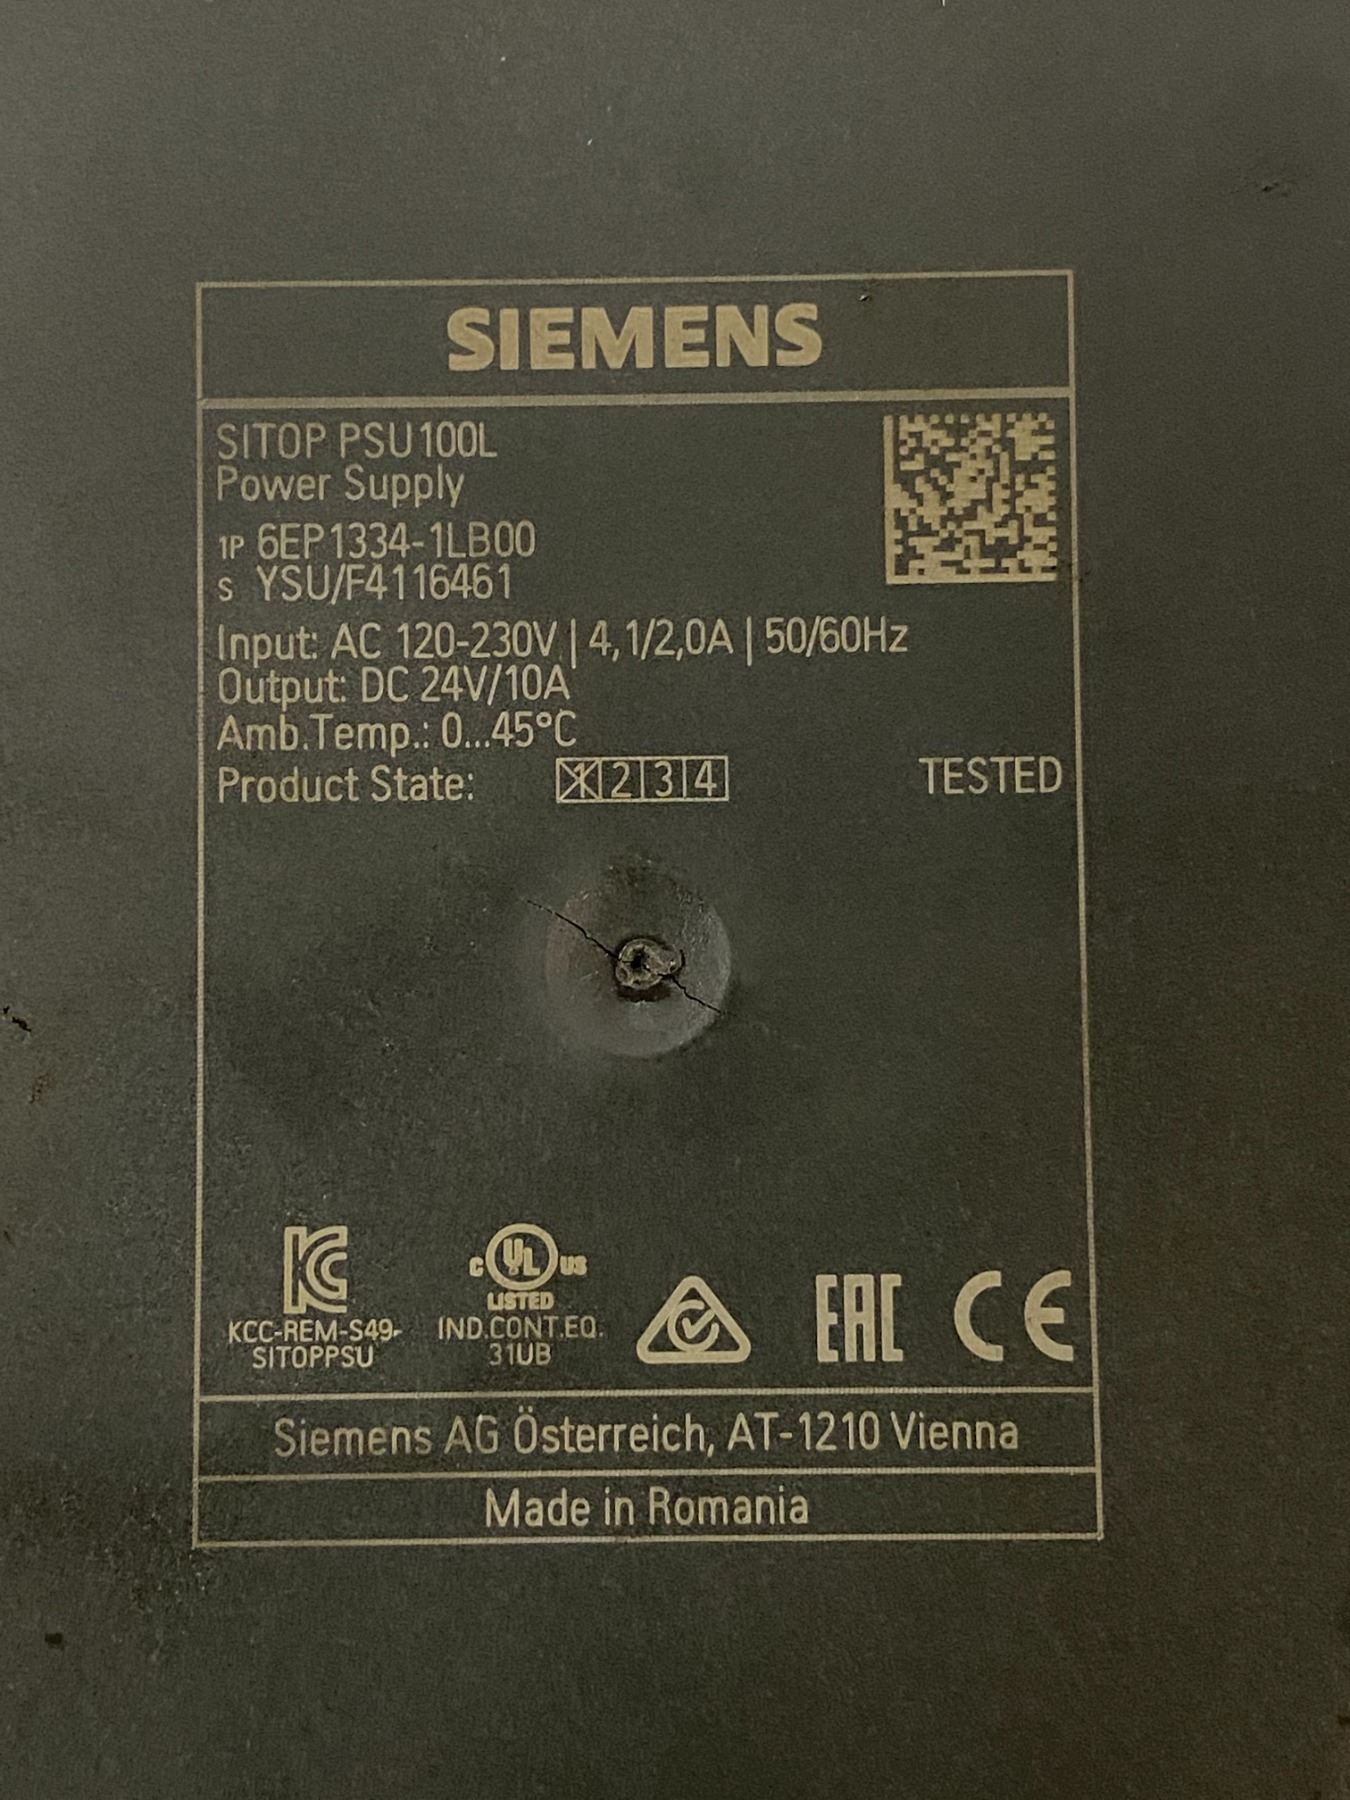 SIEMENS
SITOP PSU100L
Power Supply
1P 6EP1334-1LB00
S YSU/F4116461
Input: AC 120-230V | 4,1/2,0A | 50/60Hz
Output: DC 24V/10A
Amb.Temp.: 0...45°C
Product State: 1 2 3 4 TESTED
KC
KCC-REM-S49-
SITOPPSU
C UL US
LISTED
IND.CONT.EQ.
31UB
EAC
CE
Siemens AG Österreich, AT-1210 Vienna
Made in Romania